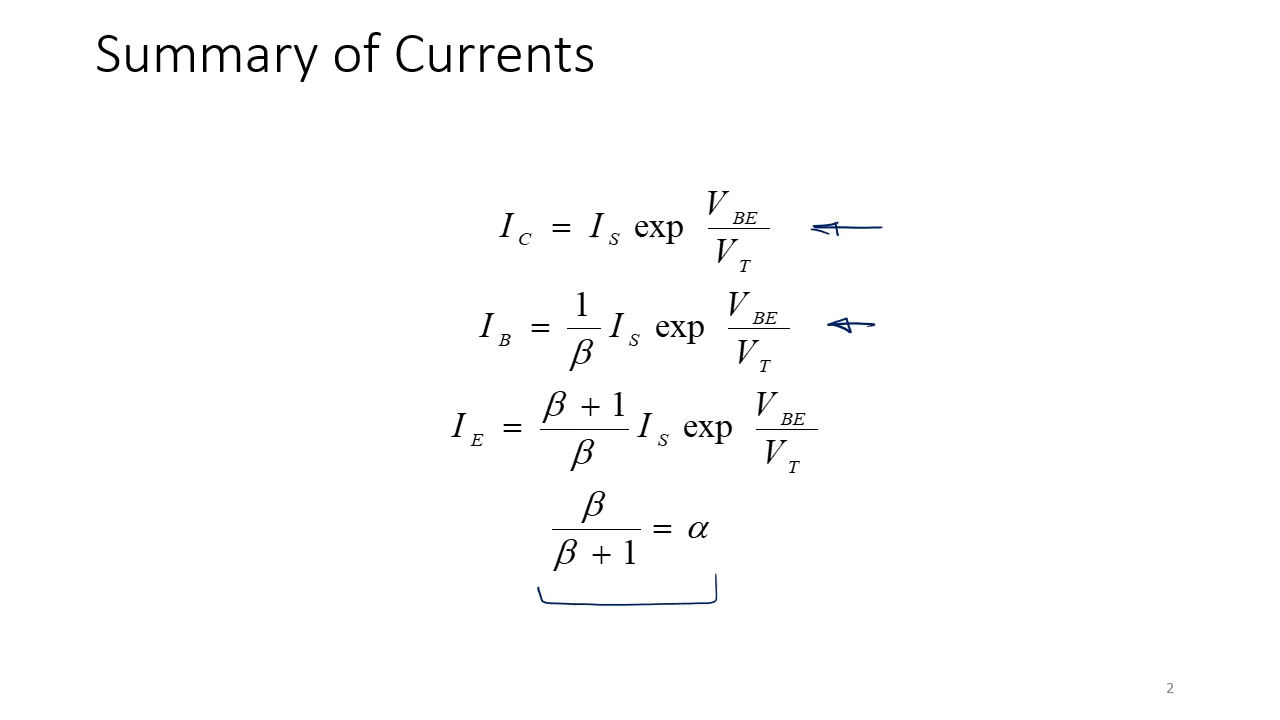 Summary of Currents
I_C = I_S exp V_BE / V_T
I_B = 1/β I_S exp V_BE / V_T
I_E = (β + 1)/β I_S exp V_BE / V_T
β/(β + 1) = α
2